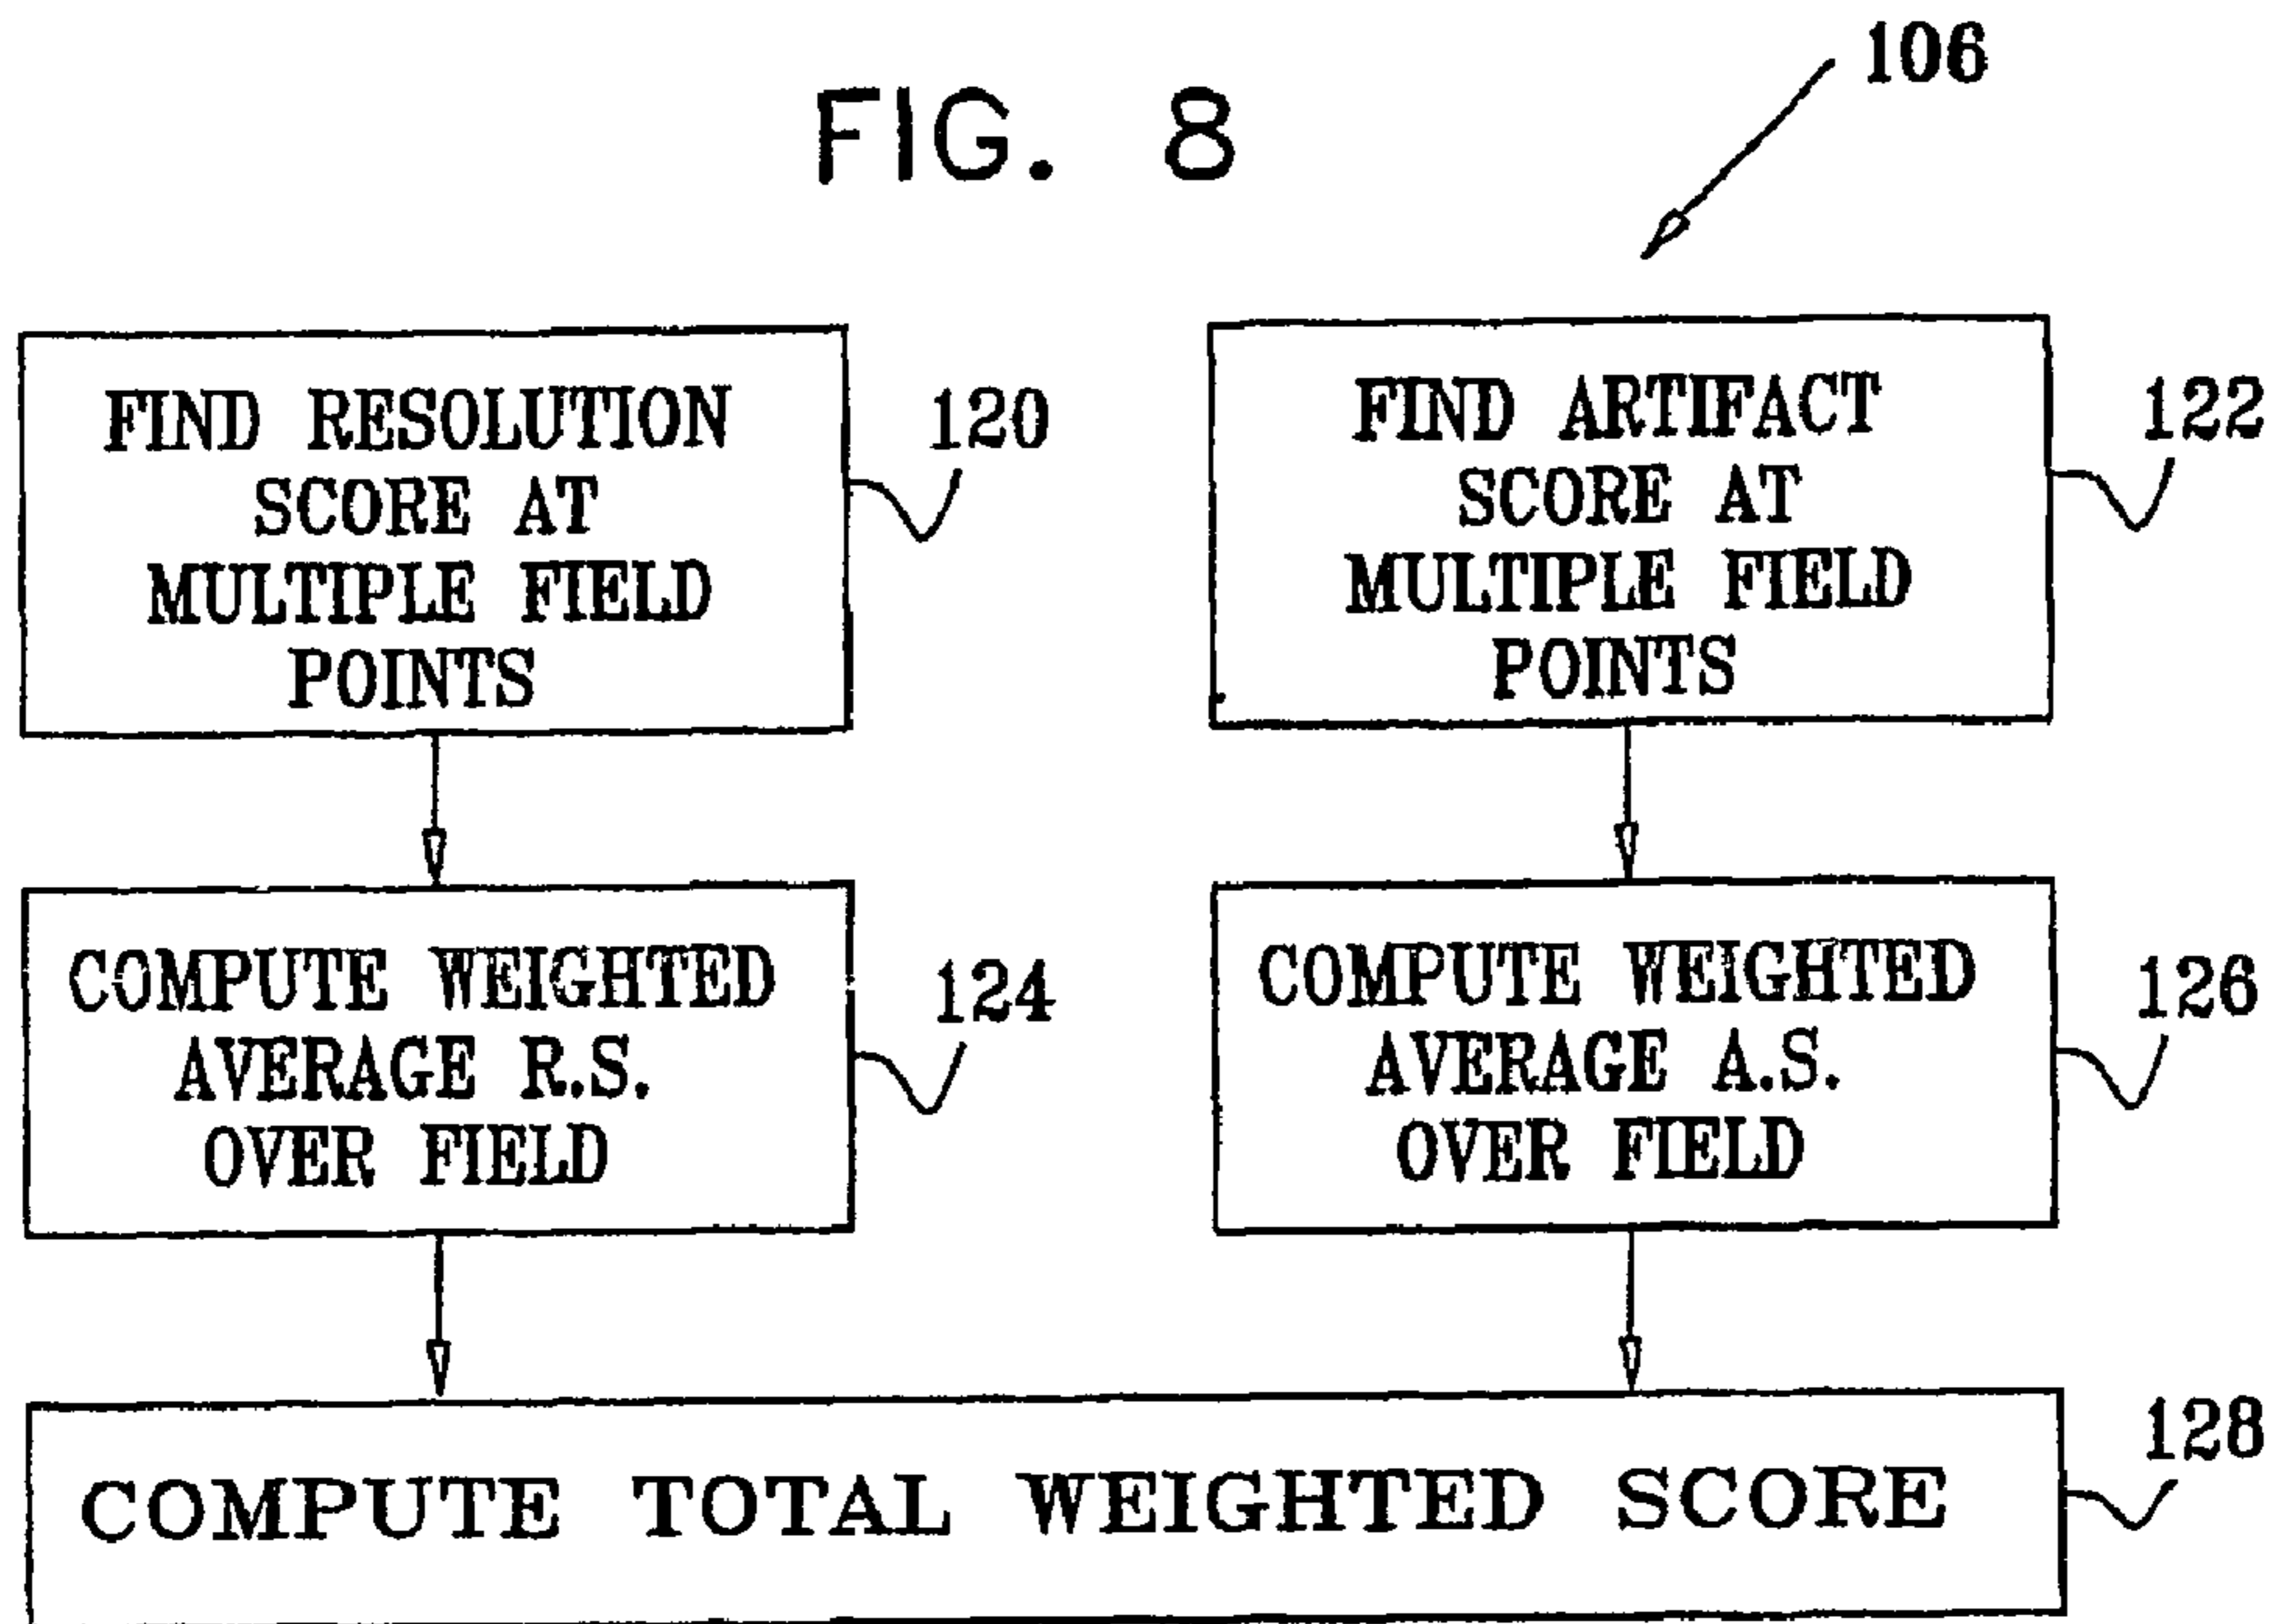 FIG. 8
106
FIND RESOLUTION
SCORE AT
MULTIPLE FIELD
POINTS
120
FIND ARTIFACT
SCORE AT
MULTIPLE FIELD
POINTS
122
COMPUTE WEIGHTED
AVERAGE R.S.
OVER FIELD
124
COMPUTE WEIGHTED
AVERAGE A.S.
OVER FIELD
126
COMPUTE TOTAL WEIGHTED SCORE
128